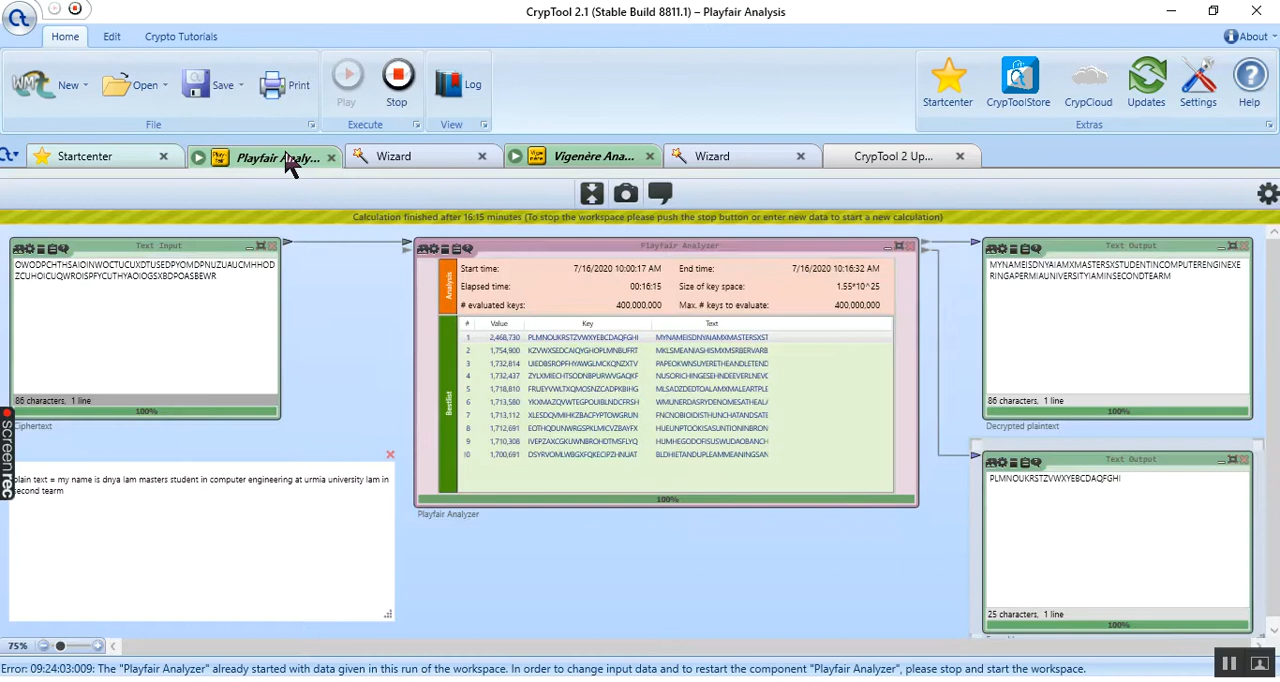 CrypTool 2.1 (Stable Build 8811.1) – Playfair Analysis
Home Edit Crypto Tutorials About
New Open Save Print Play Stop Log Startcenter CrypToolStore CrypCloud Updates Settings Help
File Execute View Extras
Startcenter Playfair Analy... Wizard Vigenère Ana... Wizard CrypTool 2 Up...
Calculation finished after 16:15 minutes (To stop the workspace please push the stop button or enter new data to start a new calculation)
Text Input
OWODPCHTHSAIOINWOCTUCUXDTUSEDPYOMDPNUZUAUCMHHOD
ZCUHOICUQWROISPFYCUTHYAOIOGSXBDPOASBEWR
86 characters, 1 line
100%
Ciphertext
plain text = my name is dnya Iam masters student in computer engineering at urmia university Iam in
second tearm
Playfair Analyzer
Analysis
Start time: 7/16/2020 10:00:17 AM End time: 7/16/2020 10:16:32 AM
Elapsed time: 00:16:15 Size of key space: 1.55*10^25
# evaluated keys: 400,000,000 Max. # keys to evaluate: 400,000,000
Bestlist
# Value Key Text
1 2,468,730 PLMNOUKRSTZVWXYEBCDAQFGHI MYNAMEISDNYAIAMXMASTERSXST
2 1,754,900 KZVWXSEDCAIQYGHOPLMNBUFRT MKLSMEANIASHISMXMSRBERVARB
3 1,732,814 UIEDBSROPFHYAWGLMCKQNZXTV PAPEOKWNSUYERETHEANDLETEND
4 1,732,437 ZYLXMIECHTSODNBPURWVGAQKF NUSORICHINGESEHNDEEVERLNEVC
5 1,718,810 FRUEYVWLTXQMOSNZCADPKBIHG MLSADZDEDTOALAMXMALEARTPLE
6 1,713,580 YKXMAZQVWTEGPOUIBLNDCFRSH WMUNERDASRYDENOMESATHEALA
7 1,713,112 XLESDQVMIHKZBACFYPTOWGRUN FNCNOBIOIDISTHUNCHATANDSATE
8 1,712,691 EOTHQDUNWRGSPKLMICVZBAYFX HUEUINPTOOKISASUNTIONINBRON
9 1,710,308 IVEPZAXCGKUWNBROHDTMSFLYQ HUMHEGODOFISUSWUDAOBANCH
10 1,700,691 DSYRVOMLWBGXFQKECIPZHNUAT BLDHIETANDUPLEAMMEANINGSAN
100%
Playfair Analyzer
Text Output
MYNAMEISDNYAIAMXMASTERSXSTUDENTINCOMPUTERENGINEXE
RINGAPERMIAUNIVERSITYIAMINSECONDTEARM
86 characters, 1 line
100%
Decrypted plaintext
Text Output
PLMNOUKRSTZVWXYEBCDAQFGHI
25 characters, 1 line
100%
screenrec
75%
Error: 09:24:03:009: The "Playfair Analyzer" already started with data given in this run of the workspace. In order to change input data and to restart the component "Playfair Analyzer", please stop and start the workspace.